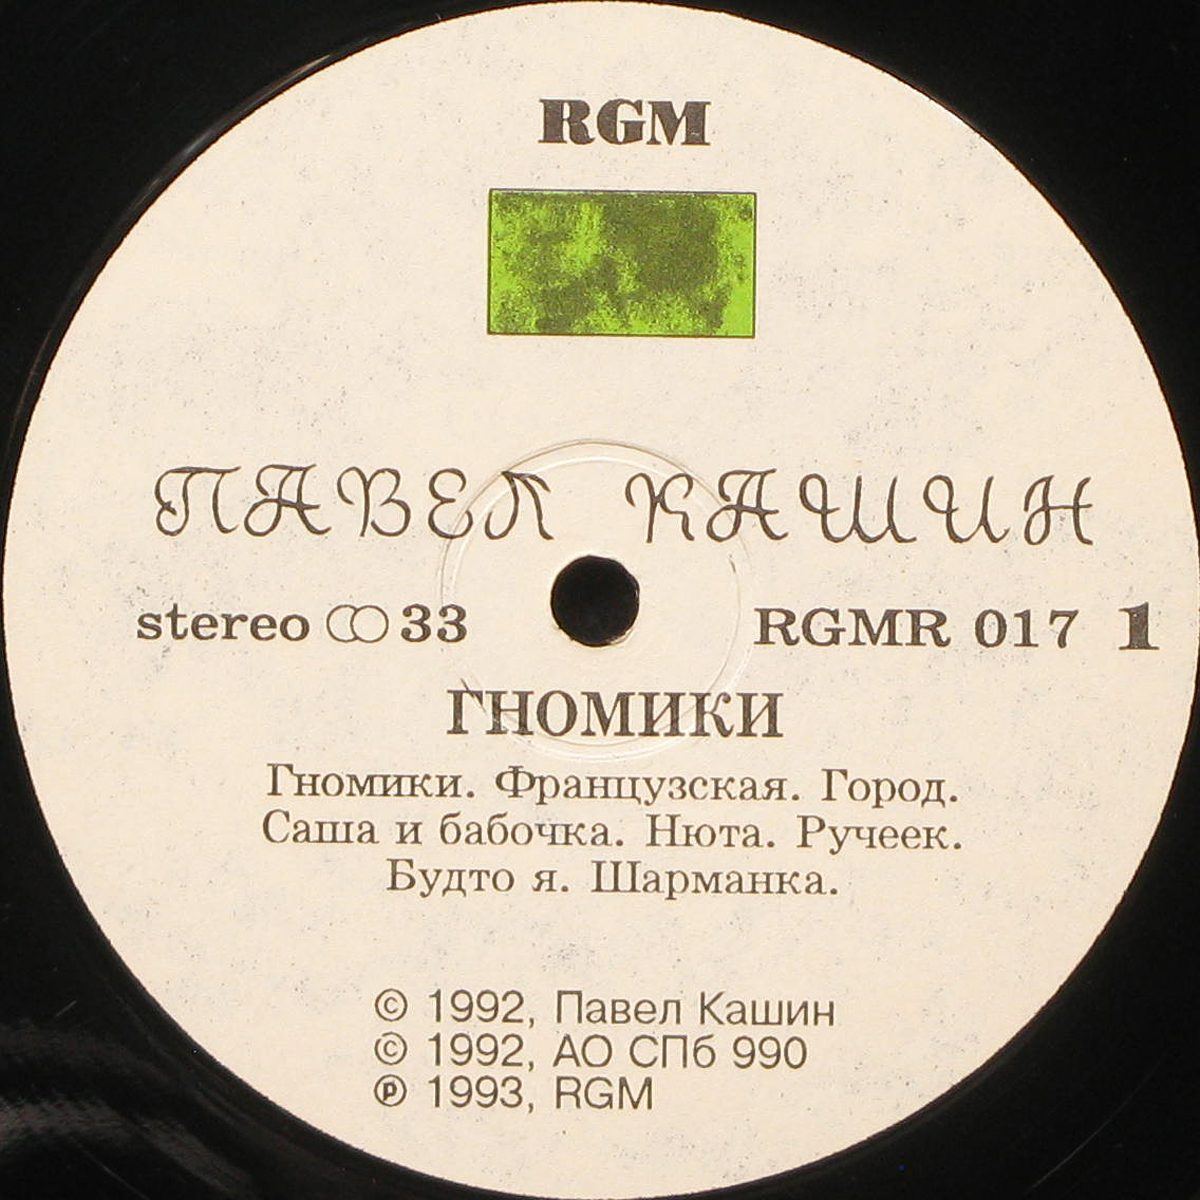 RGM
ПАВЕЛ КАШИН
stereo 33 RGMR 017 1
ГНОМИКИ
Гномики. Французская. Город.
Саша и бабочка. Нюта. Ручеек.
Будто я. Шарманка.
© 1992, Павел Кашин
© 1992, АО СПб 990
℗ 1993, RGM